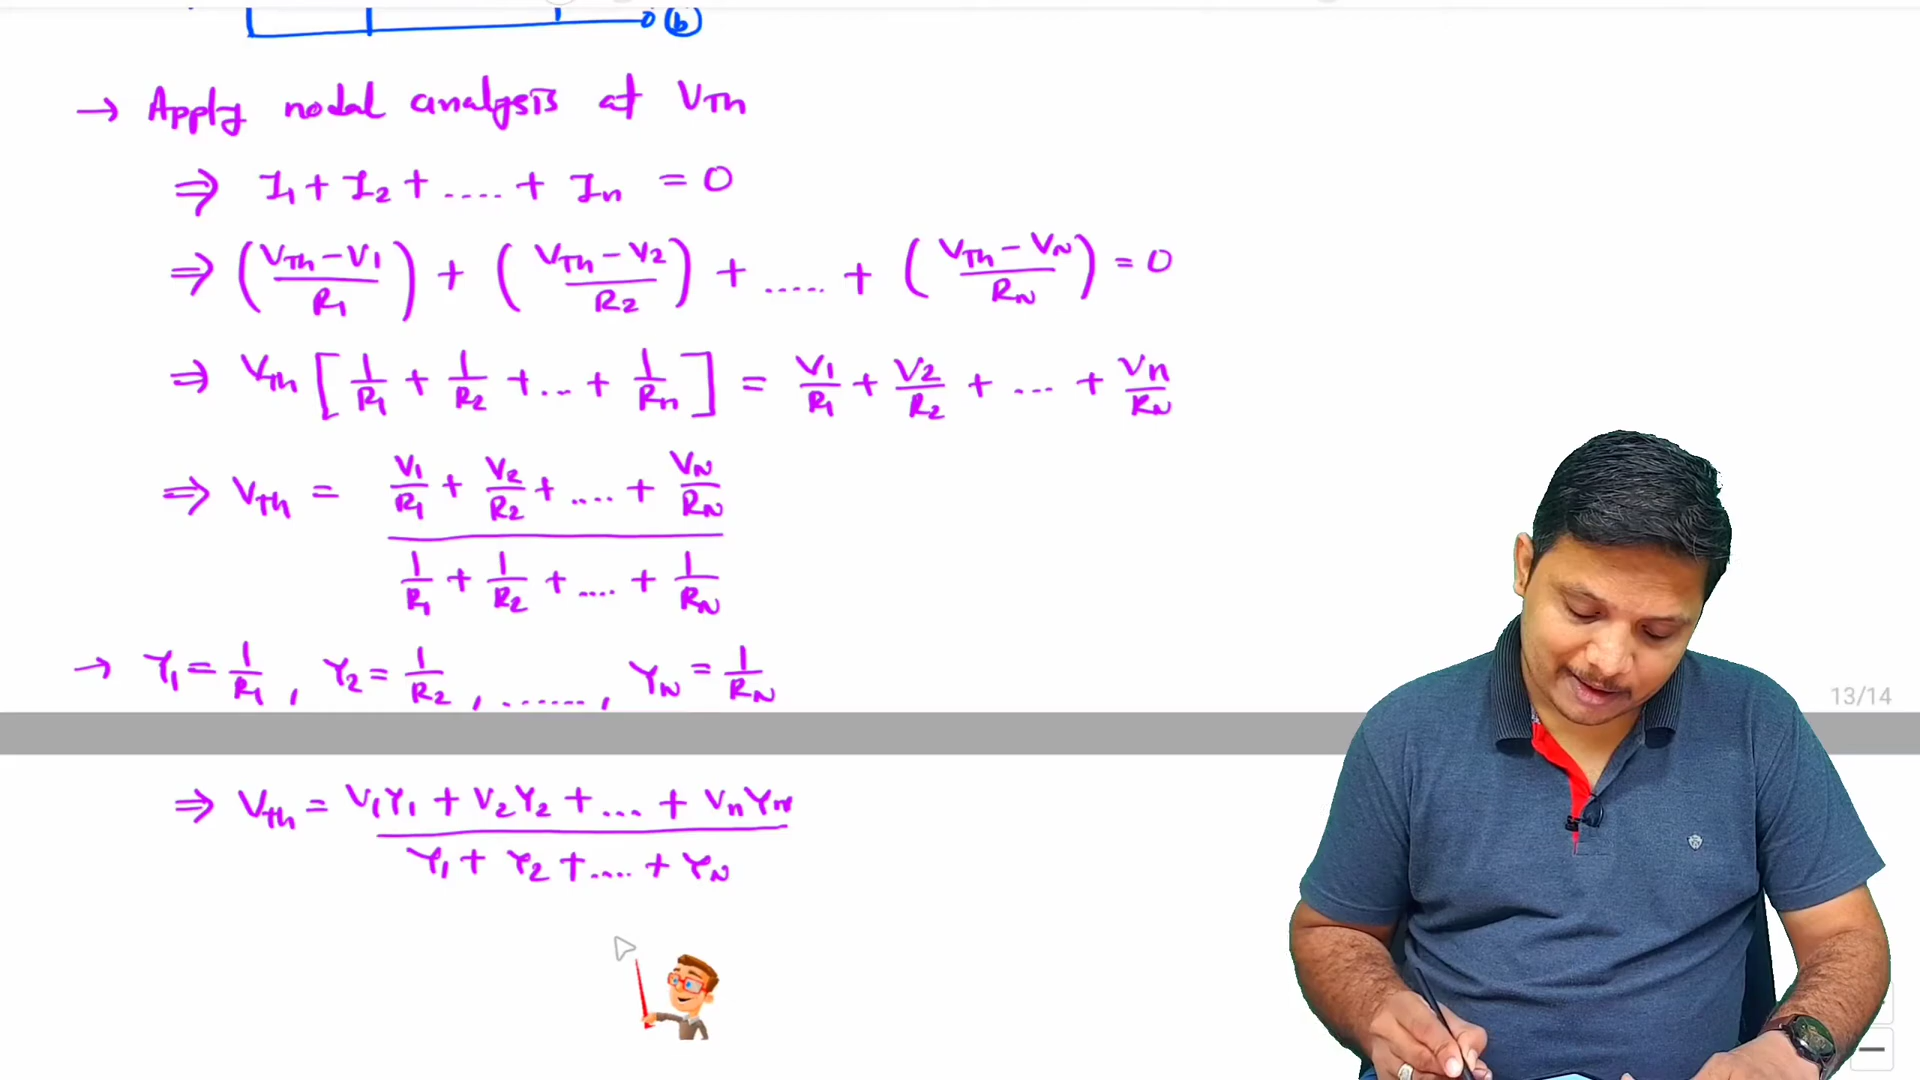 b
→ Apply nodal analysis at VTh
⇒ I1 + I2 + .... + In = 0
⇒ (VTh − V1 / R1) + (VTh − V2 / R2) + ..... + (VTh − VN / RN) = 0
⇒ VTh [1/R1 + 1/R2 + ... + 1/Rn] = V1/R1 + V2/R2 + .... + Vn/RN
⇒ VTh = (V1/R1 + V2/R2 + .... + VN/RN) / (1/R1 + 1/R2 + .... + 1/RN)
→ Y1 = 1/R1, Y2 = 1/R2, ......., YN = 1/RN
13/14
⇒ Vth = (V1Y1 + V2Y2 + .... + VnYn) / (Y1 + Y2 + .... + YN)